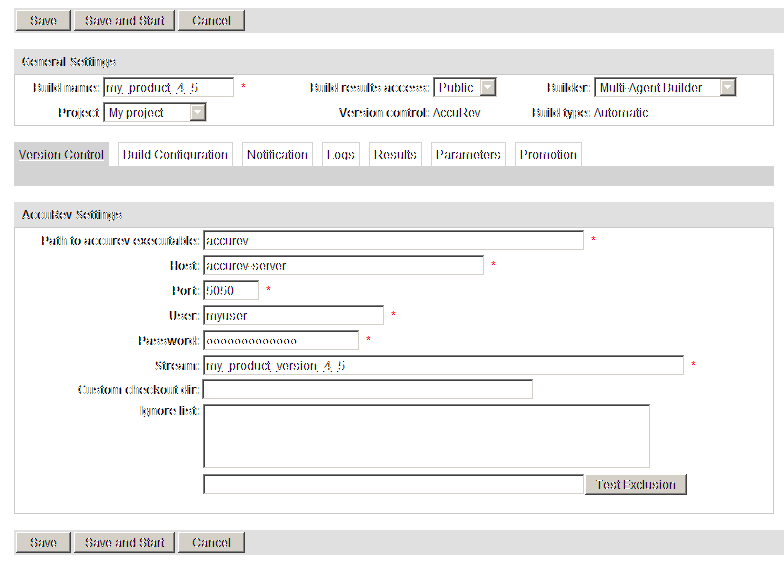 Save Save and Start Cancel
General Settings
Build name: my_product_4_5 * Build results access: Public Builder: Multi-Agent Builder
Project My project Version control: AccuRev Build type: Automatic
Version Control Build Configuration Notification Logs Results Parameters Promotion
AccuRev Settings
Path to accurev executable: accurev *
Host: accurev-server *
Port: 5050 *
User: myuser *
Password: ooooooooooooo *
Stream: my_product_version_4_5 *
Custom checkout dir:
Ignore list:
Test Exclusion
Save Save and Start Cancel